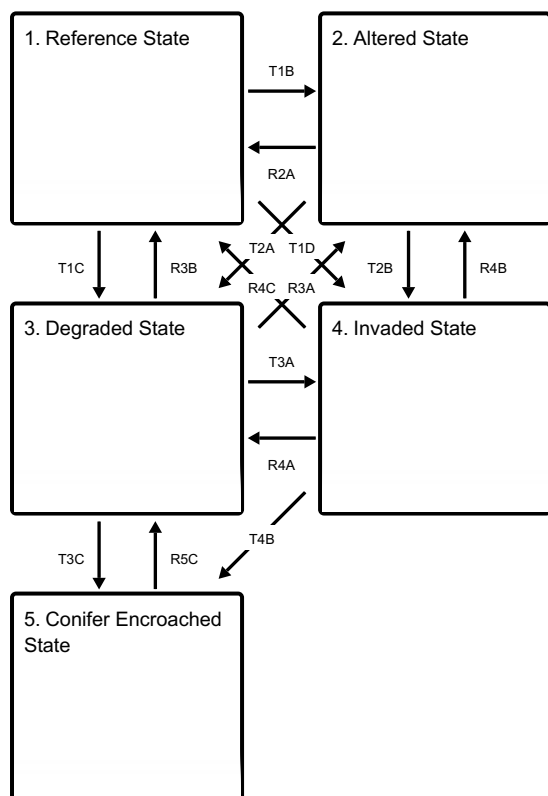 1. Reference State
2. Altered State
T1B
R2A
T2A
T1D
T1C
R3B
R4C
R3A
T2B
R4B
3. Degraded State
4. Invaded State
T3A
R4A
T4B
T3C
R5C
5. Conifer Encroached
State